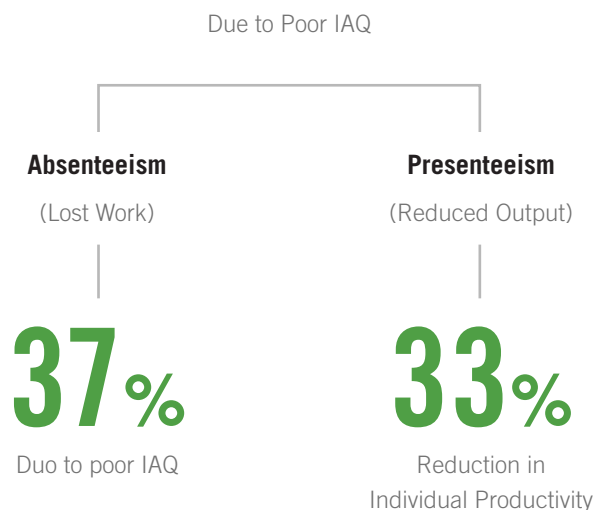 Due to Poor IAQ
Absenteeism
(Lost Work)
37%
Duo to poor IAQ
Presenteeism
(Reduced Output)
33%
Reduction in
Individual Productivity